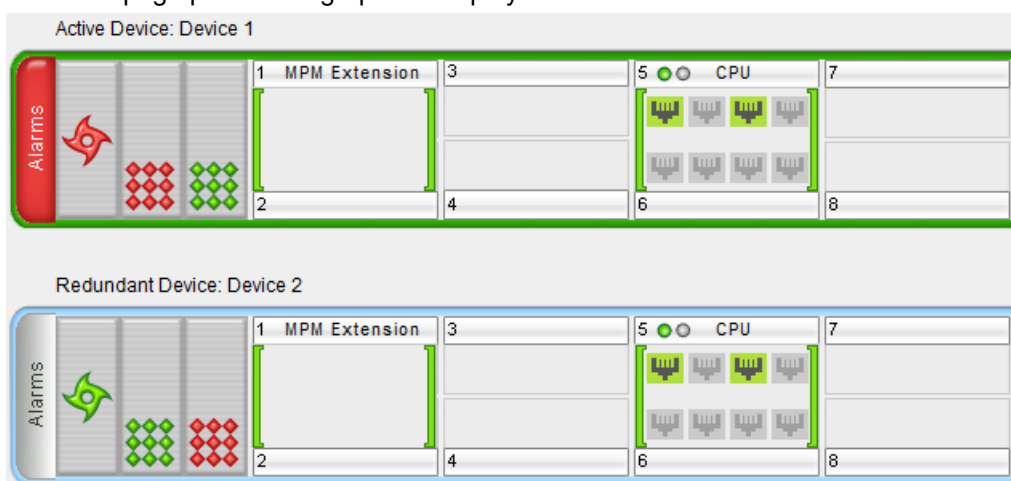 Active Device: Device 1
Alarms
1 MPM Extension 3 5 CPU 7
2 4 6 8
Redundant Device: Device 2
Alarms
1 MPM Extension 3 5 CPU 7
2 4 6 8